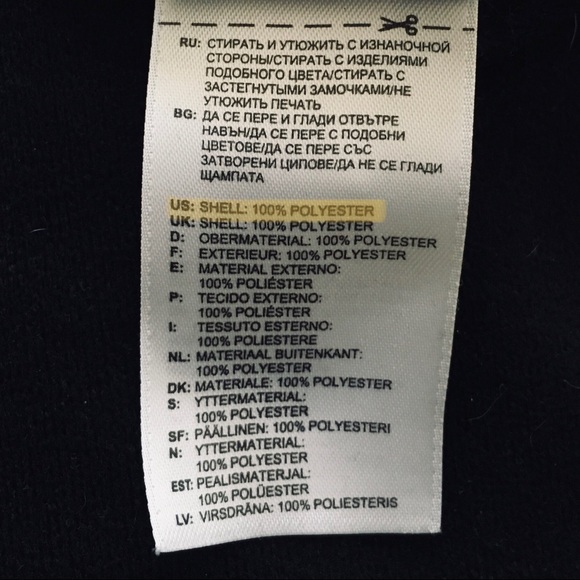 RU: СТИРАТЬ И УТЮЖИТЬ С ИЗНАНОЧНОЙ
СТОРОНЫ/СТИРАТЬ С ИЗДЕЛИЯМИ
ПОДОБНОГО ЦВЕТА/СТИРАТЬ С
ЗАСТЕГНУТЫМИ ЗАМОЧКАМИ/НЕ
УТЮЖИТЬ ПЕЧАТЬ
BG: ДА СЕ ПЕРЕ И ГЛАДИ ОТВЪТРЕ
НАВЪН/ДА СЕ ПЕРЕ С ПОДОБНИ
ЦВЕТОВЕ/ДА СЕ ПЕРЕ СЪС
ЗАТВОРЕНИ ЦИПОВЕ/ДА НЕ СЕ ГЛАДИ
ЩАМПАТА
US: SHELL: 100% POLYESTER
UK: SHELL: 100% POLYESTER
D: OBERMATERIAL: 100% POLYESTER
F: EXTERIEUR: 100% POLYESTER
E: MATERIAL EXTERNO:
100% POLIÉSTER
P: TECIDO EXTERNO:
100% POLIÉSTER
I: TESSUTO ESTERNO:
100% POLIESTERE
NL: MATERIAAL BUITENKANT:
100% POLYESTER
DK: MATERIALE: 100% POLYESTER
S: YTTERMATERIAL:
100% POLYESTER
SF: PÄÄLLINEN: 100% POLYESTERI
N: YTTERMATERIAL:
100% POLYESTER
EST: PEALISMATERJAL:
100% POLÜESTER
LV: VIRSDRĀNA: 100% POLIESTERIS